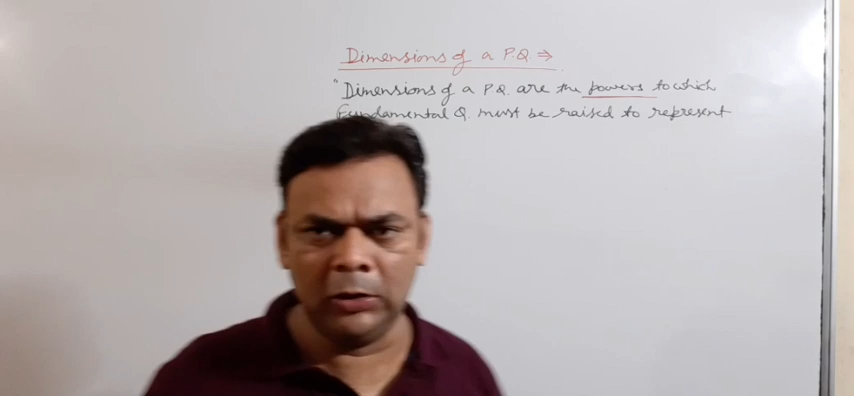 Dimensions of a P.Q. ⇒
"Dimensions of a P.Q. are the powers to which
Fundamental Q. must be raised to represent